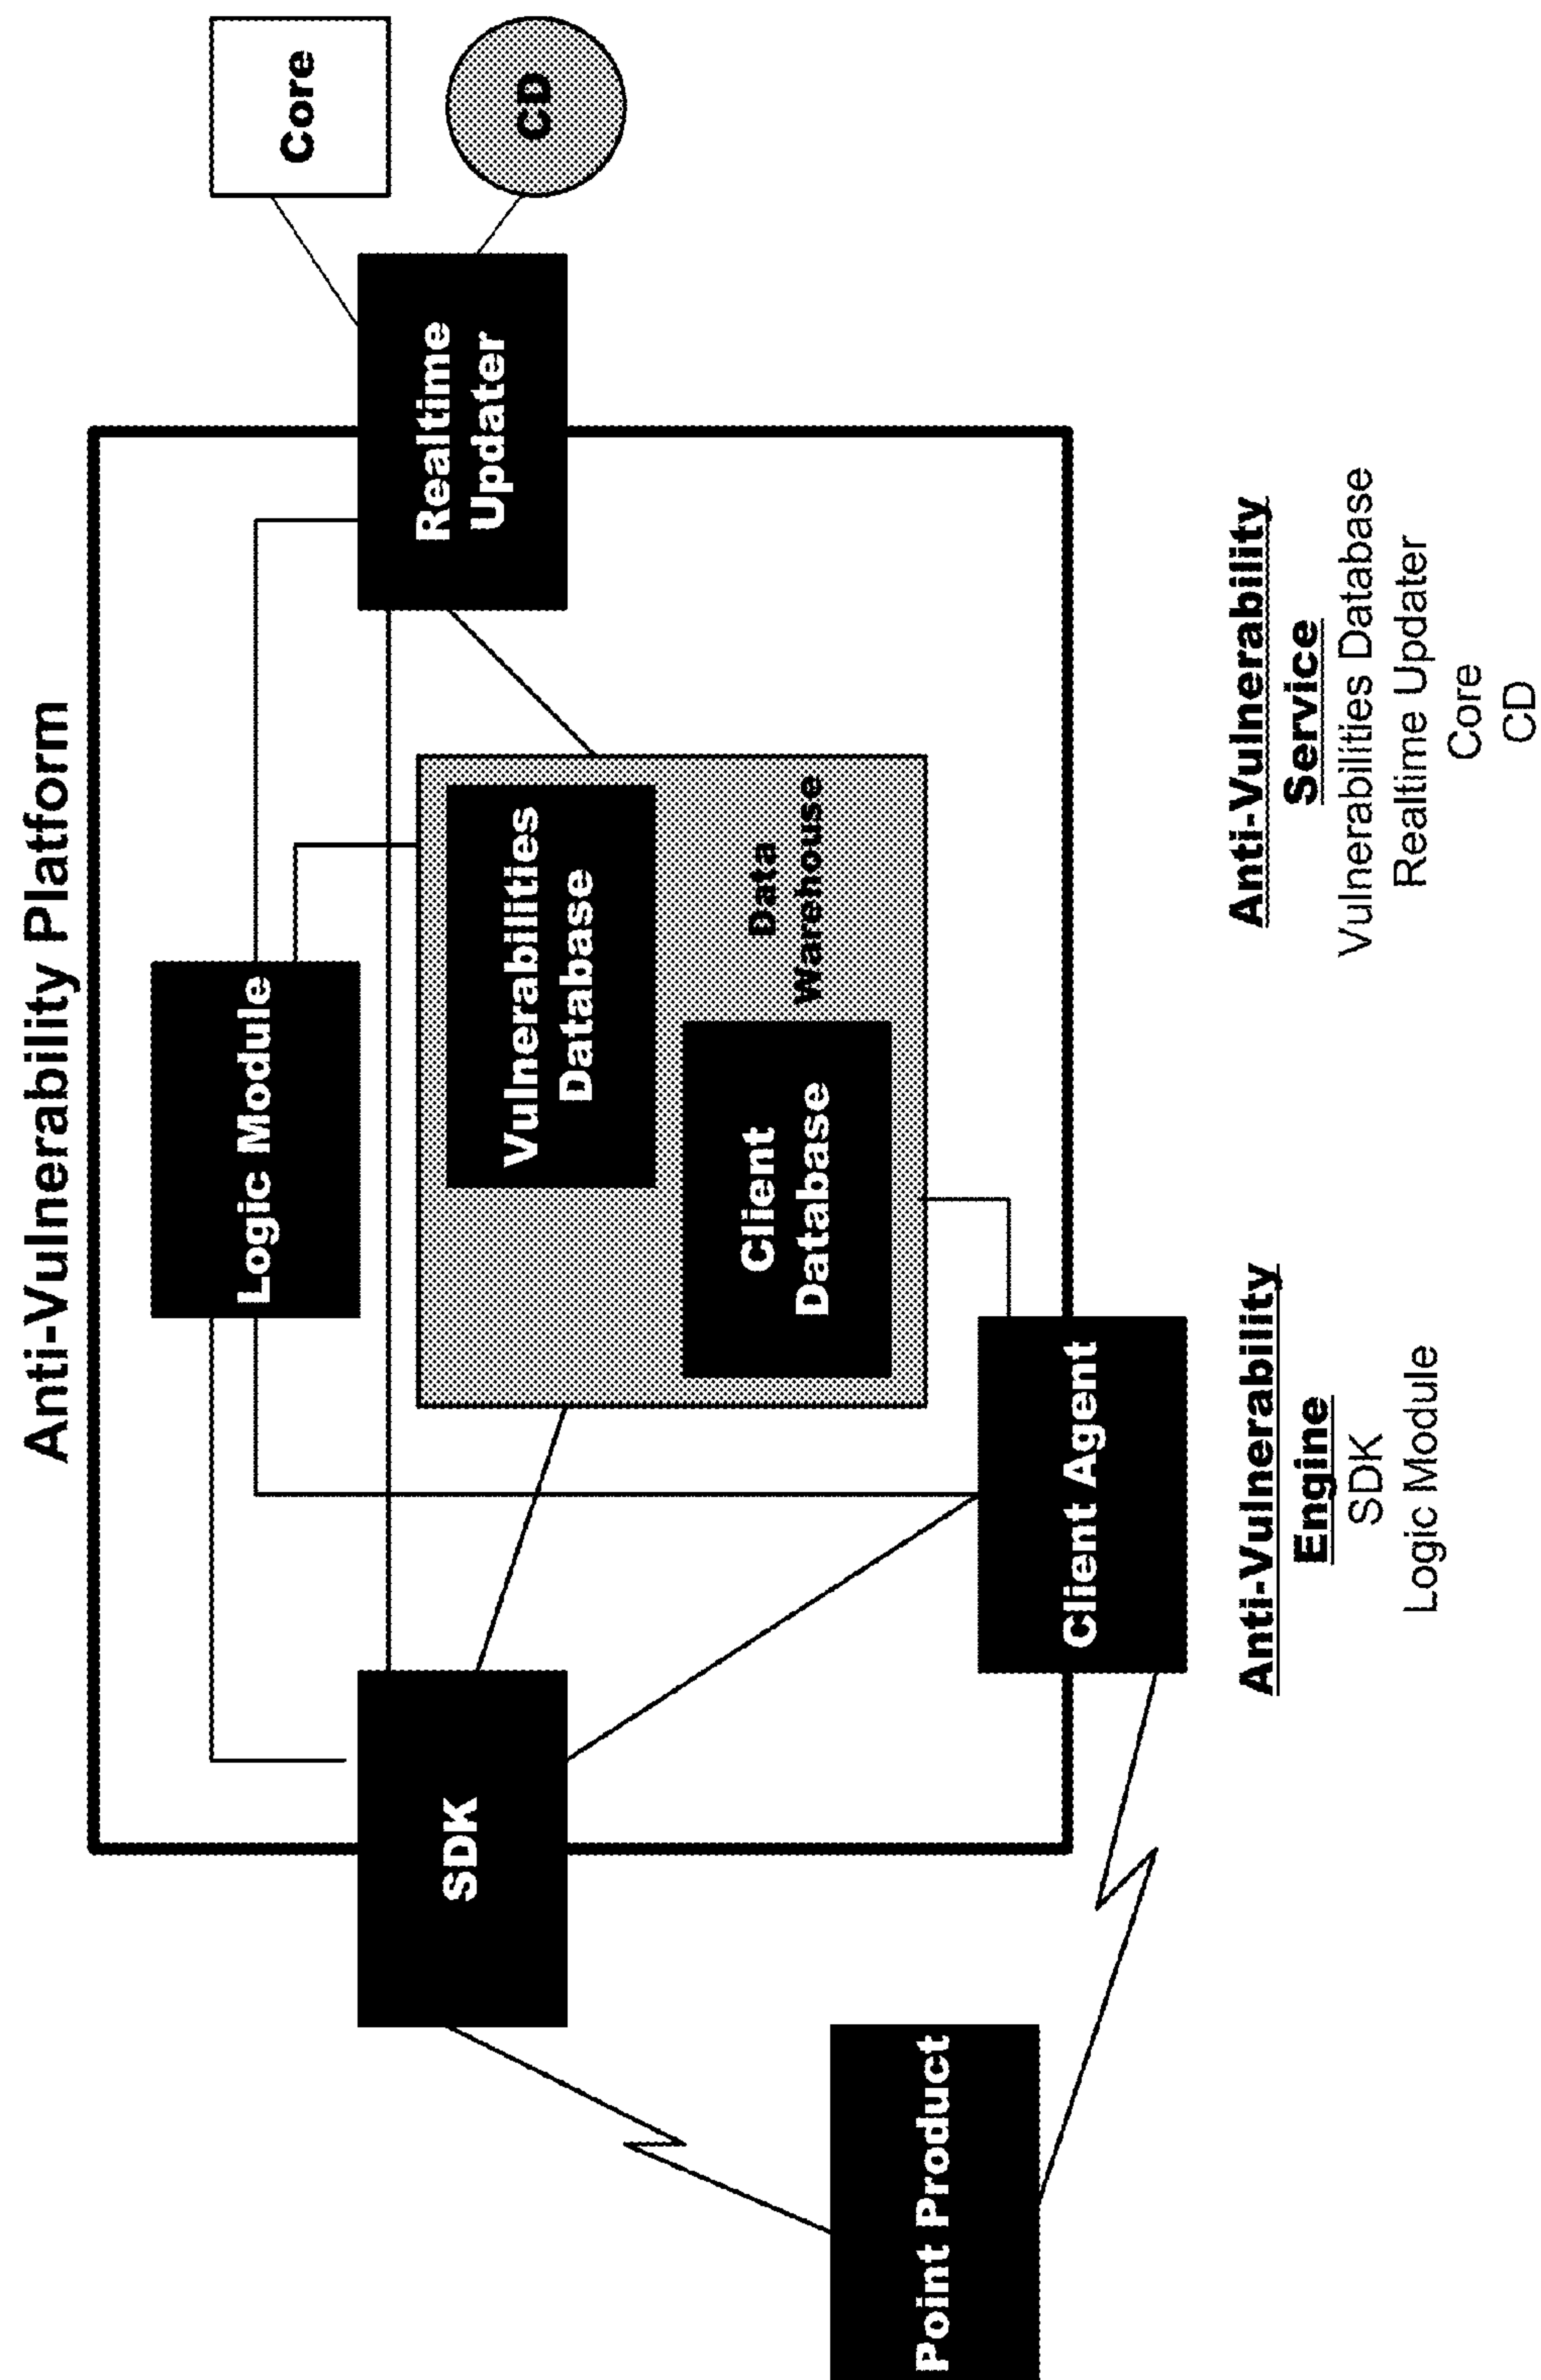 Anti-Vulnerability Platform
Logic Module
Core
CD
Realtime
Updater
SDK
Vulnerabilities
Database
Data
Warehouse
Client
Database
Point Product
Client Agent
Anti-Vulnerability
Engine
SDK
Logic Module
Anti-Vulnerability
Service
Vulnerabilities Database
Realtime Updater
Core
CD